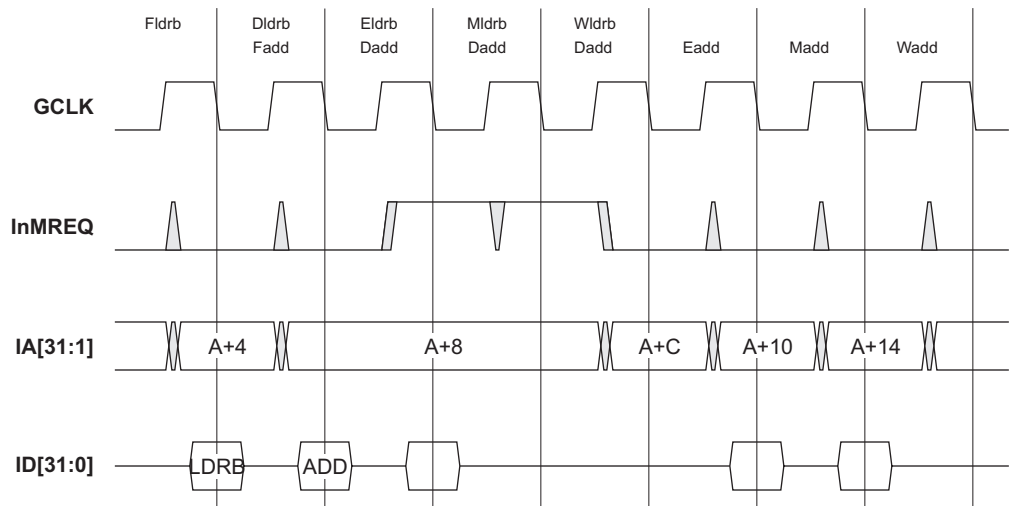 Fldrb Dldrb Eldrb Mldrb Wldrb
Fadd Dadd Dadd Dadd Eadd Madd Wadd
GCLK
InMREQ
IA[31:1] A+4 A+8 A+C A+10 A+14
ID[31:0] LDRB ADD